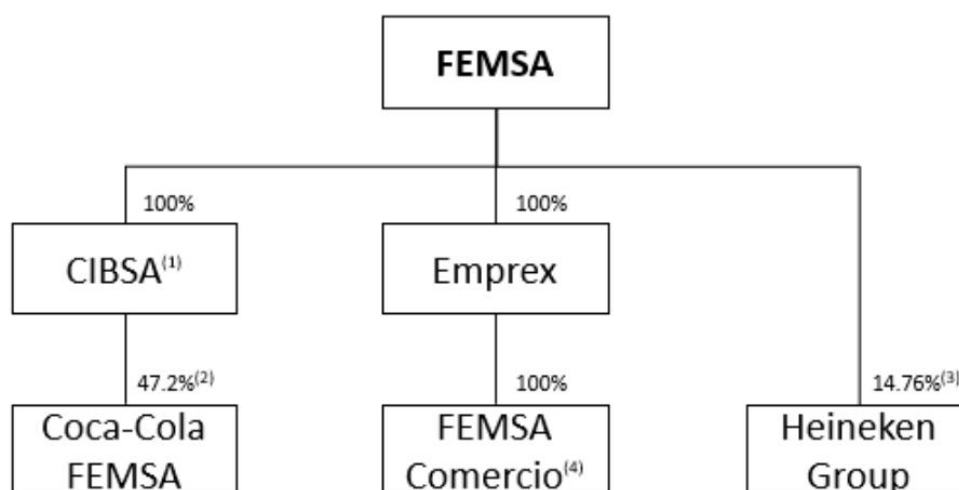 FEMSA
100%
100%
CIBSA(1)
Emprex
47.2%(2)
100%
14.76%(3)
Coca-Cola
FEMSA
FEMSA
Comercio(4)
Heineken
Group